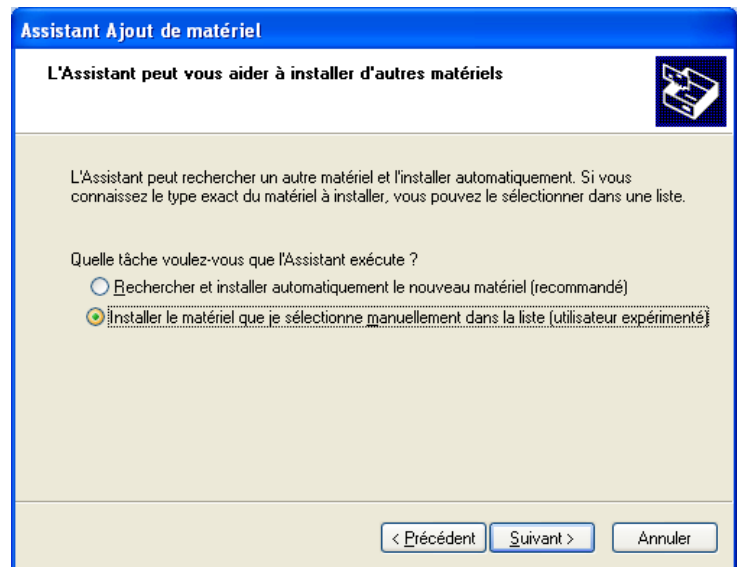 Assistant Ajout de matériel
L'Assistant peut vous aider à installer d'autres matériels
L'Assistant peut rechercher un autre matériel et l'installer automatiquement. Si vous
connaissez le type exact du matériel à installer, vous pouvez le sélectionner dans une liste.
Quelle tâche voulez-vous que l'Assistant exécute ?
Rechercher et installer automatiquement le nouveau matériel (recommandé)
Installer le matériel que je sélectionne manuellement dans la liste (utilisateur expérimenté)
< Précédent Suivant > Annuler